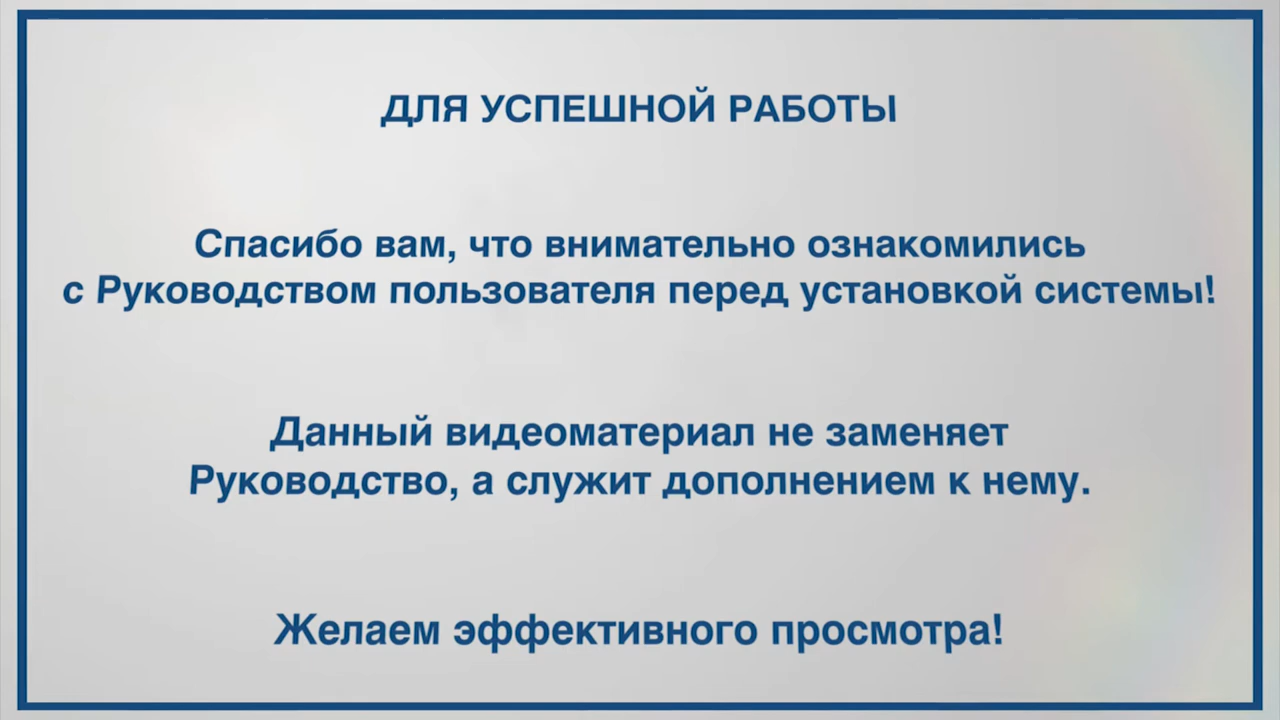 ДЛЯ УСПЕШНОЙ РАБОТЫ
Спасибо вам, что внимательно ознакомились
с Руководством пользователя перед установкой системы!
Данный видеоматериал не заменяет
Руководство, а служит дополнением к нему.
Желаем эффективного просмотра!